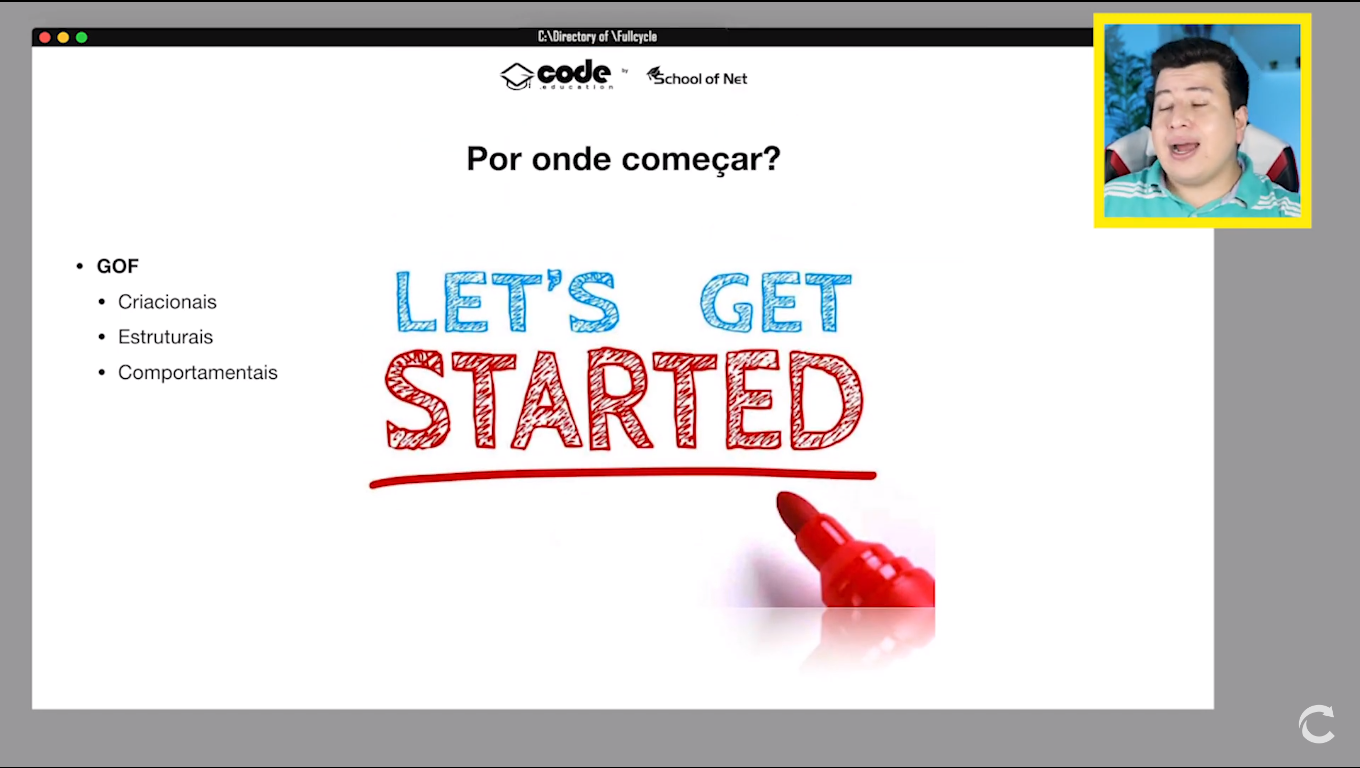 C:\Directory of \Fullcycle
code by School of Net
.education
Por onde começar?
• GOF
• Criacionais
• Estruturais
• Comportamentais
LET'S GET
STARTED